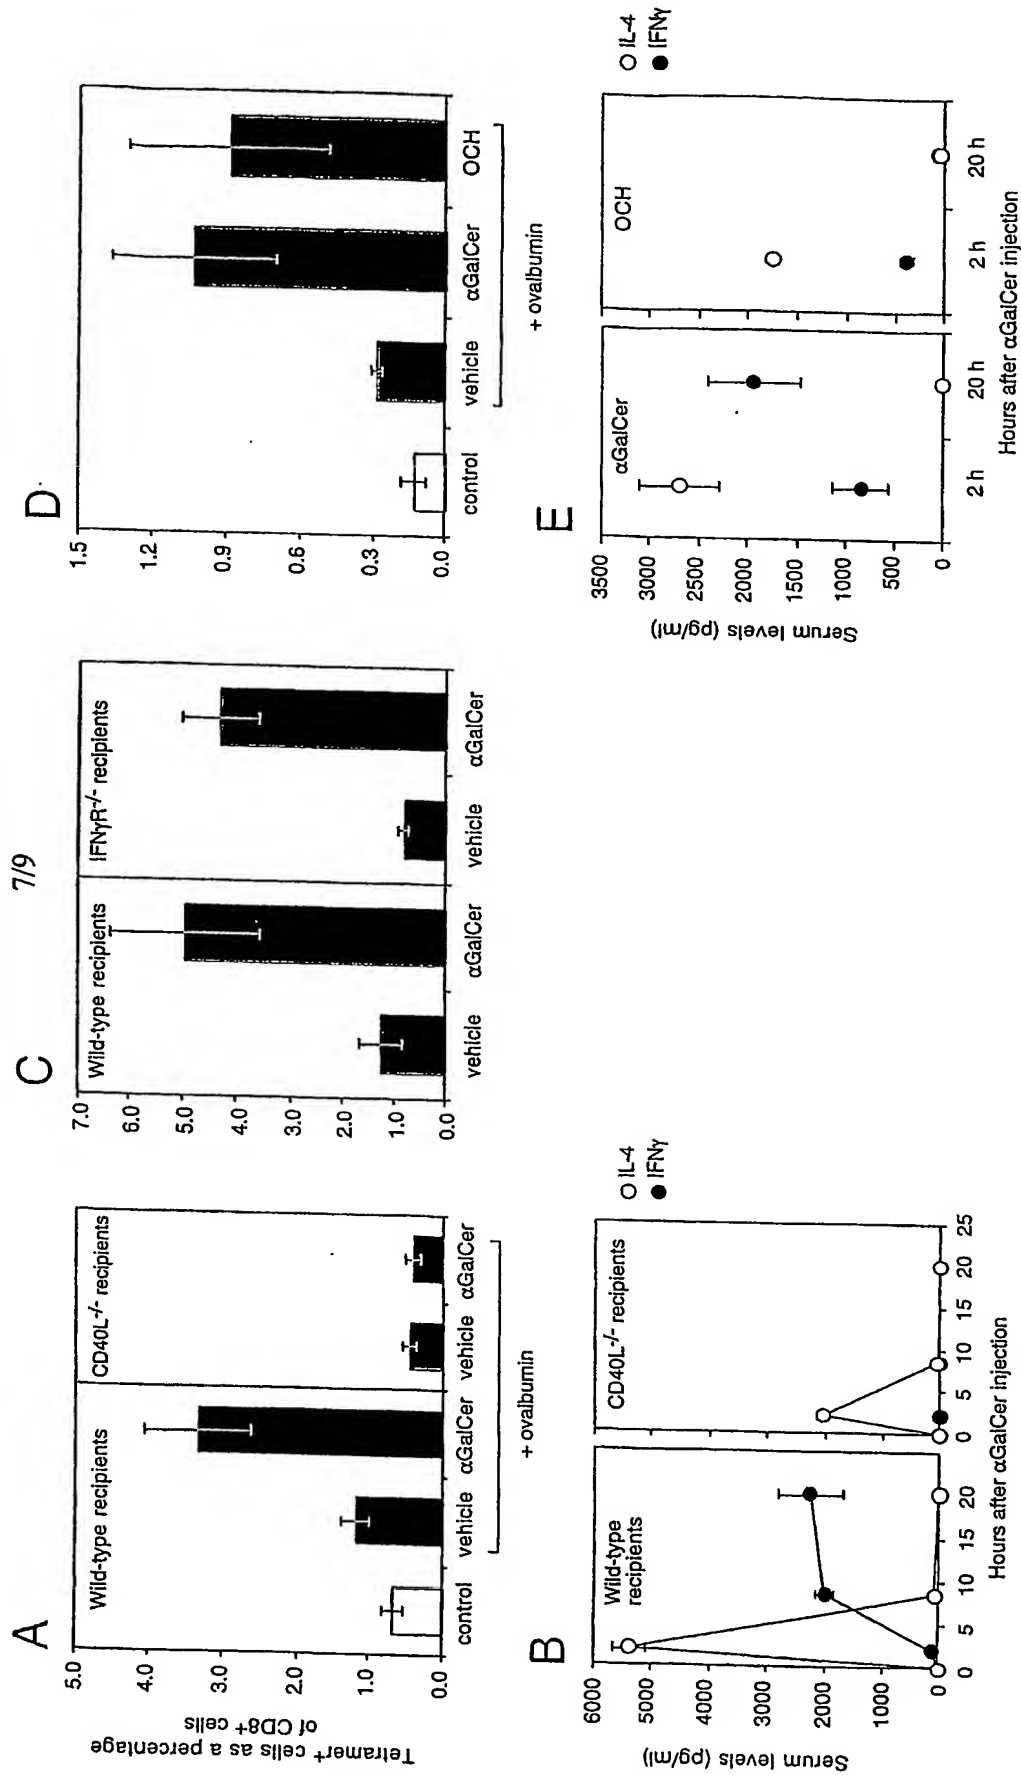 7/9
A
Tetramer+ cells as a percentage
of CD8+ cells
5.0
4.0
3.0
2.0
1.0
0.0
Wild-type recipients
CD40L-/- recipients
control
vehicle
αGalCer
vehicle
αGalCer
+ ovalbumin
C
7.0
6.0
5.0
4.0
3.0
2.0
1.0
0.0
Wild-type recipients
IFNγR-/- recipients
vehicle
αGalCer
vehicle
αGalCer
D
1.5
1.2
0.9
0.6
0.3
0.0
control
vehicle
αGalCer
OCH
+ ovalbumin
B
Serum levels (pg/ml)
6000
5000
4000
3000
2000
1000
0
Wild-type
recipients
CD40L-/- recipients
0 5 10 15 20
0 5 10 15 20 25
Hours after αGalCer injection
IL-4
IFNγ
E
Serum levels (pg/ml)
3500
3000
2500
2000
1500
1000
500
0
αGalCer
OCH
2 h
20 h
2 h
20 h
Hours after αGalCer injection
IL-4
IFNγ